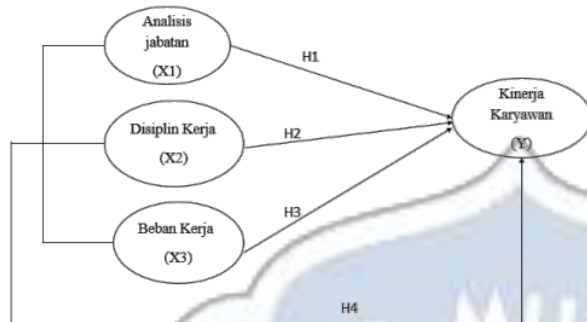 Analisis
jabatan
(X1)
H1
Kinerja
Karyawan
(Y)
Disiplin Kerja
(X2)
H2
Beban Kerja
(X3)
H3
H4